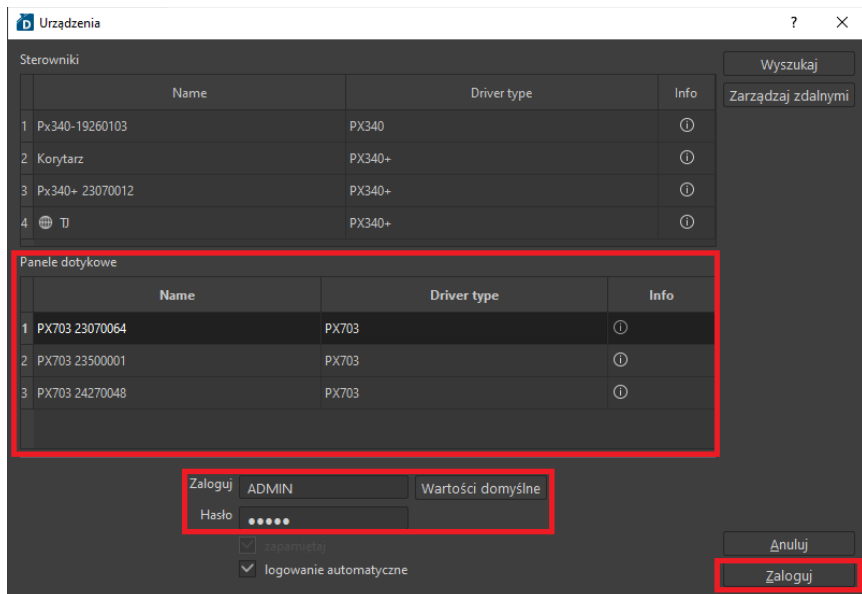 Urządzenia ? ×
Sterowniki
Wyszukaj
Name Driver type Info
Zarządzaj zdalnymi
1 Px340-19260103 PX340
2 Korytarz PX340+
3 Px340+ 23070012 PX340+
4 TJ PX340+
Panele dotykowe
Name Driver type Info
1 PX703 23070064 PX703
2 PX703 23500001 PX703
3 PX703 24270048 PX703
Zaloguj ADMIN Wartości domyślne
Hasło ●●●●●
zapamiętaj
Anuluj
logowanie automatyczne
Zaloguj